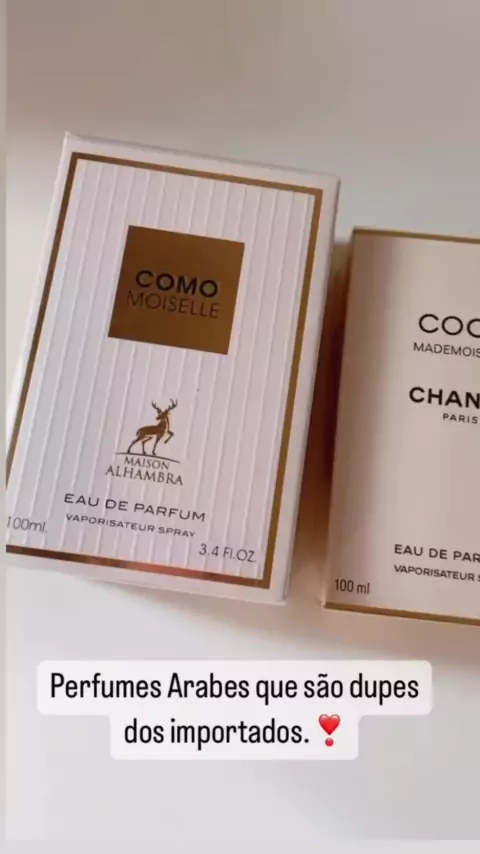 COMO
MOISELLE
MAISON
ALHAMBRA
EAU DE PARFUM
VAPORISATEUR SPRAY
100ml.
3.4 Fl.OZ.
COC
MADEMOIS
CHAN
PARIS
EAU DE PAR
VAPORISATEUR
100 ml
Perfumes Arabes que são dupes
dos importados. ❣️